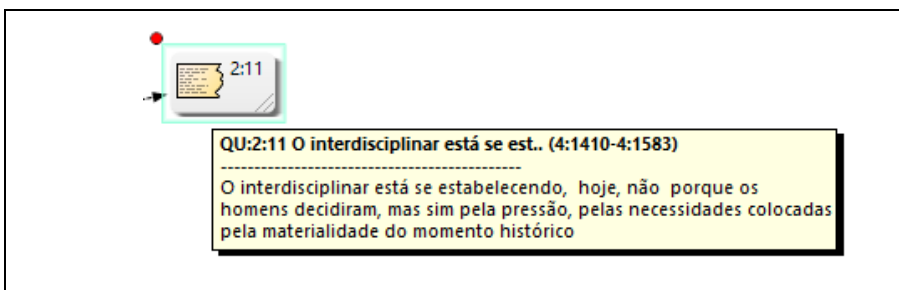 2:11
QU:2:11 O interdisciplinar está se est.. (4:1410-4:1583)
---------------------------------------------
O interdisciplinar está se estabelecendo, hoje, não porque os
homens decidiram, mas sim pela pressão, pelas necessidades colocadas
pela materialidade do momento histórico